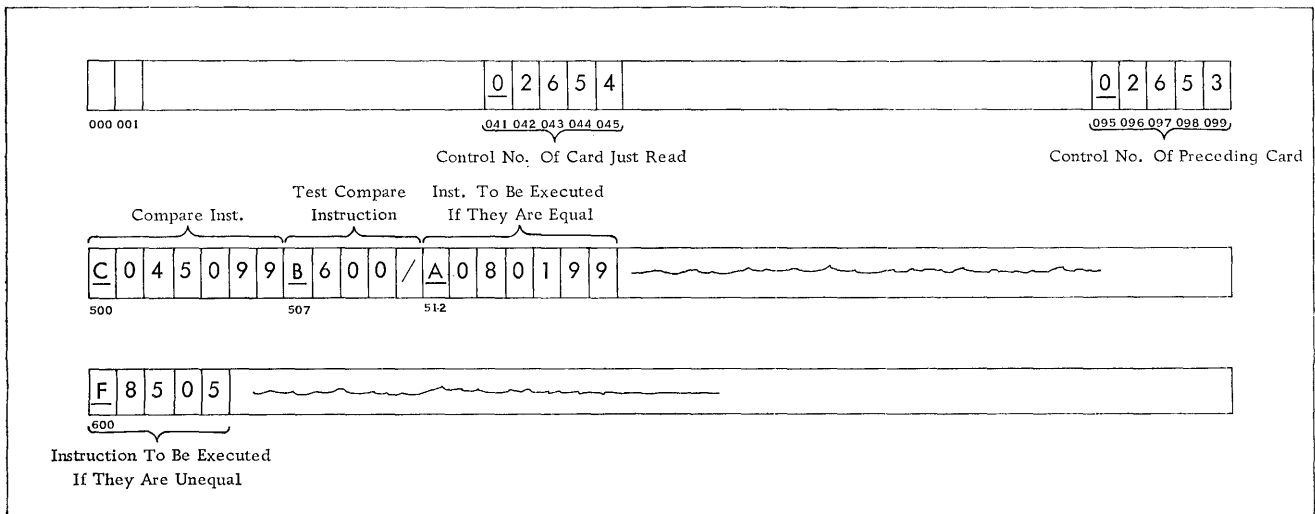 0 2 6 5 4
0 2 6 5 3
000 001
041 042 043 044 045
095 096 097 098 099
Control No. Of Card Just Read
Control No. Of Preceding Card
Compare Inst.
Test Compare
Instruction
Inst. To Be Executed
If They Are Equal
C 0 4 5 0 9 9 B 6 0 0 / A 0 8 0 1 9 9
500
507
512
F 8 5 0 5
600
Instruction To Be Executed
If They Are Unequal